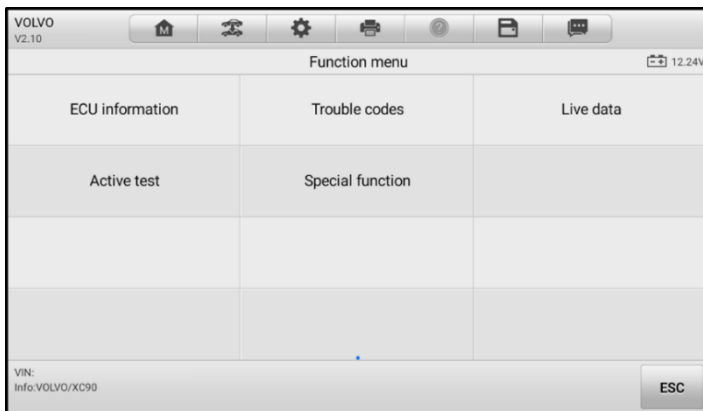 VOLVO
V2.10
M
Function menu
12.24V
ECU information
Trouble codes
Live data
Active test
Special function
VIN:
Info:VOLVO/XC90
ESC